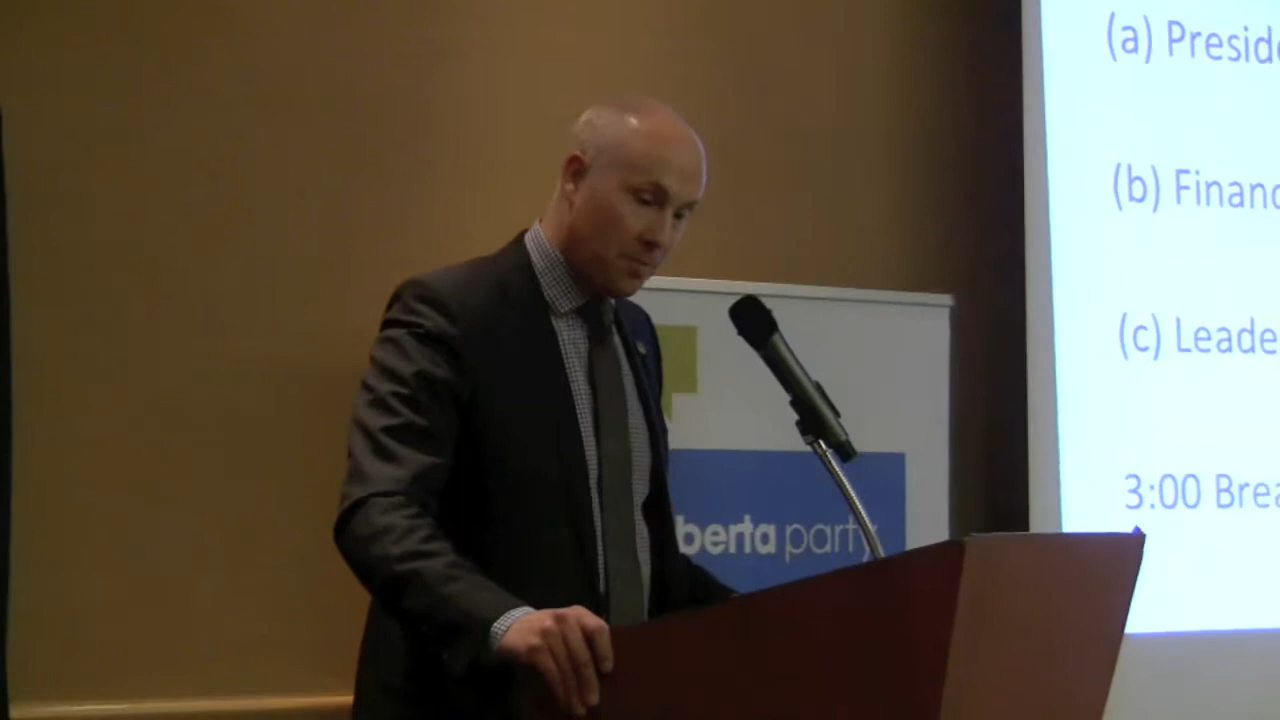 (a) Preside
(b) Financ
(c) Leade
3:00 Brea
berta party